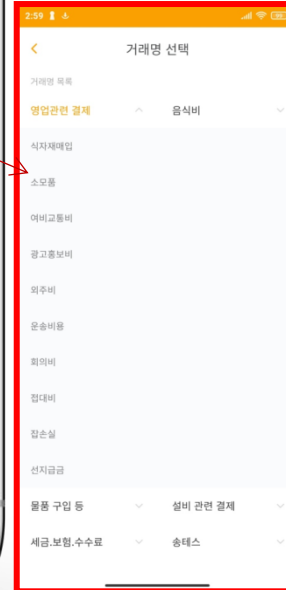 2:59
거래명 선택
거래명 목록
영업관련 결제 음식비
식자재매입
소모품
여비교통비
광고홍보비
외주비
운송비용
회의비
접대비
잡손실
선지급금
물품 구입 등 설비 관련 결제
세금.보험.수수료 송테스